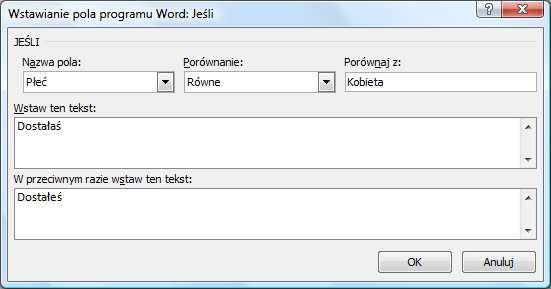 Wstawianie pola programu Word: Jeśli
JEŚLI
Nazwa pola: Porównanie: Porównaj z:
Płeć Równe Kobieta
Wstaw ten tekst:
Dostałaś
W przeciwnym razie wstaw ten tekst:
Dostałeś
OK Anuluj